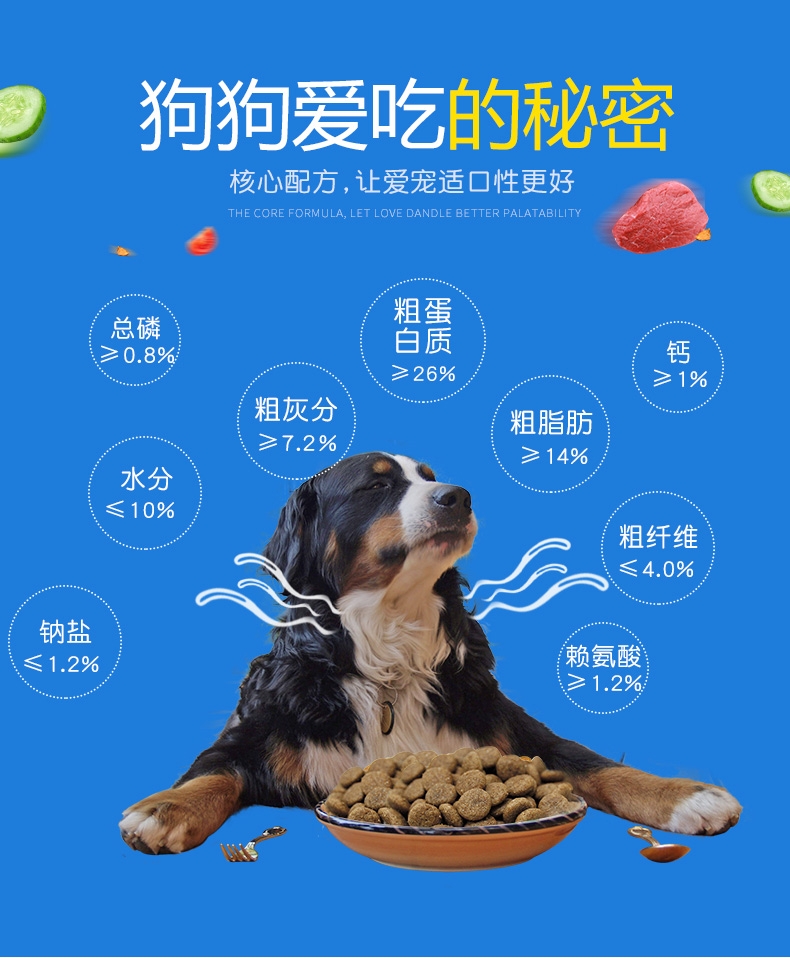 狗狗爱吃的秘密
核心配方,让爱宠适口性更好
THE CORE FORMULA, LET LOVE DANDLE BETTER PALATABILITY
总磷
≥0.8%
粗蛋
白质
≥26%
钙
≥1%
粗灰分
≥7.2%
粗脂肪
≥14%
水分
≤10%
粗纤维
≤4.0%
钠盐
≤1.2%
赖氨酸
≥1.2%